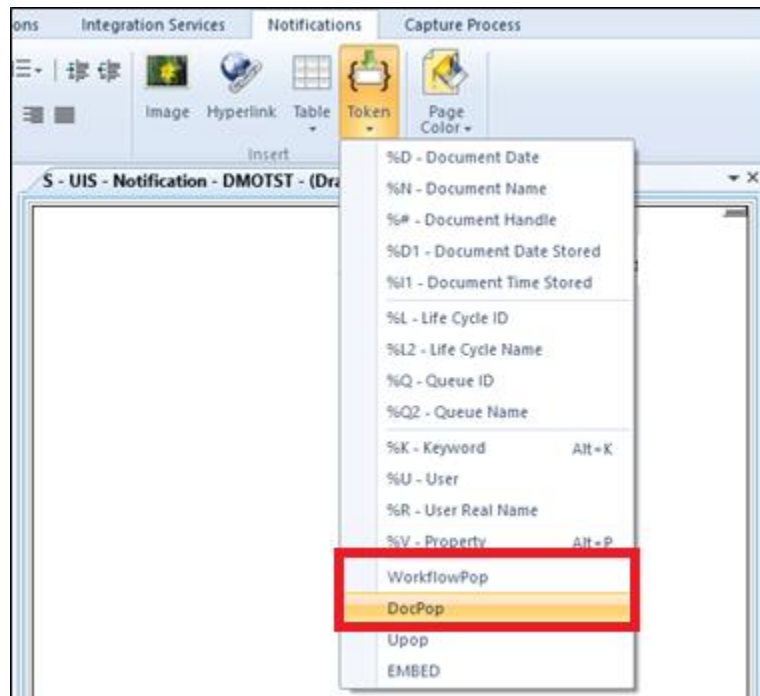 ons Integration Services Notifications Capture Process
Image Hyperlink Table Token Page Color
Insert
S - UIS - Notification - DMOTST - (Dra
%D - Document Date
%N - Document Name
%# - Document Handle
%D1 - Document Date Stored
%I1 - Document Time Stored
%L - Life Cycle ID
%L2 - Life Cycle Name
%Q - Queue ID
%Q2 - Queue Name
%K - Keyword Alt+K
%U - User
%R - User Real Name
%V - Property Alt+P
WorkflowPop
DocPop
Upop
EMBED